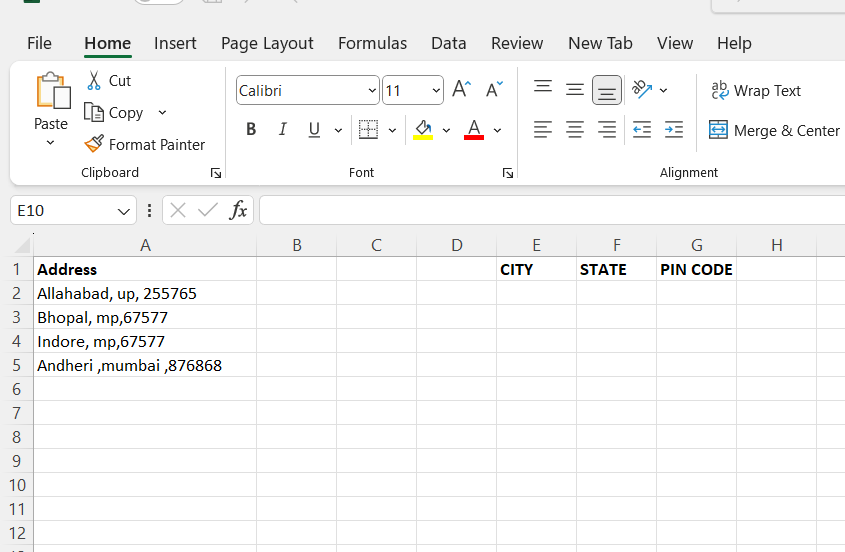 File Home Insert Page Layout Formulas Data Review New Tab View Help
Paste
Cut
Copy
Format Painter
Clipboard
Calibri 11
A A
B I U A
Font
ab Wrap Text
Merge & Center
Alignment
E10 fx
A B C D E F G H
1 Address CITY STATE PIN CODE
2 Allahabad, up, 255765
3 Bhopal, mp,67577
4 Indore, mp,67577
5 Andheri ,mumbai ,876868
6
7
8
9
10
11
12